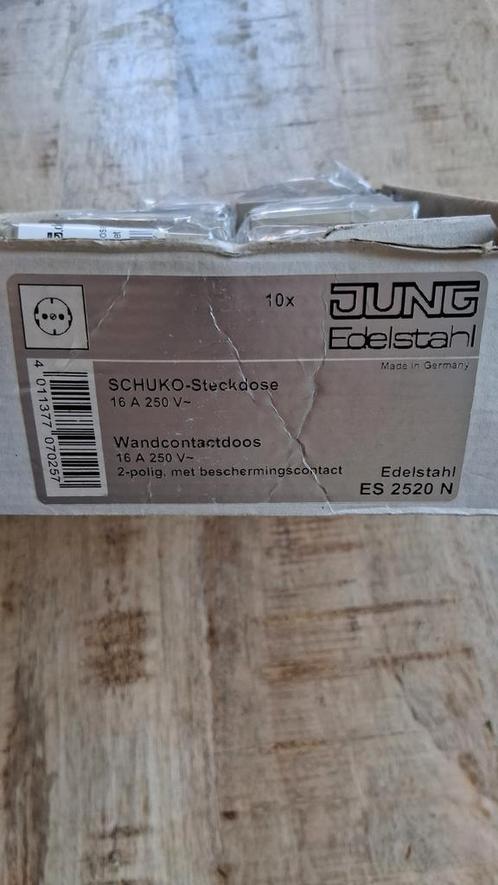 10x
JUNG
Edelstahl
Made in Germany
SCHUKO-Steckdose
16 A 250 V~
Wandcontactdoos
16 A 250 V~
2-polig, met beschermingscontact
Edelstahl
ES 2520 N
4 011377 070257